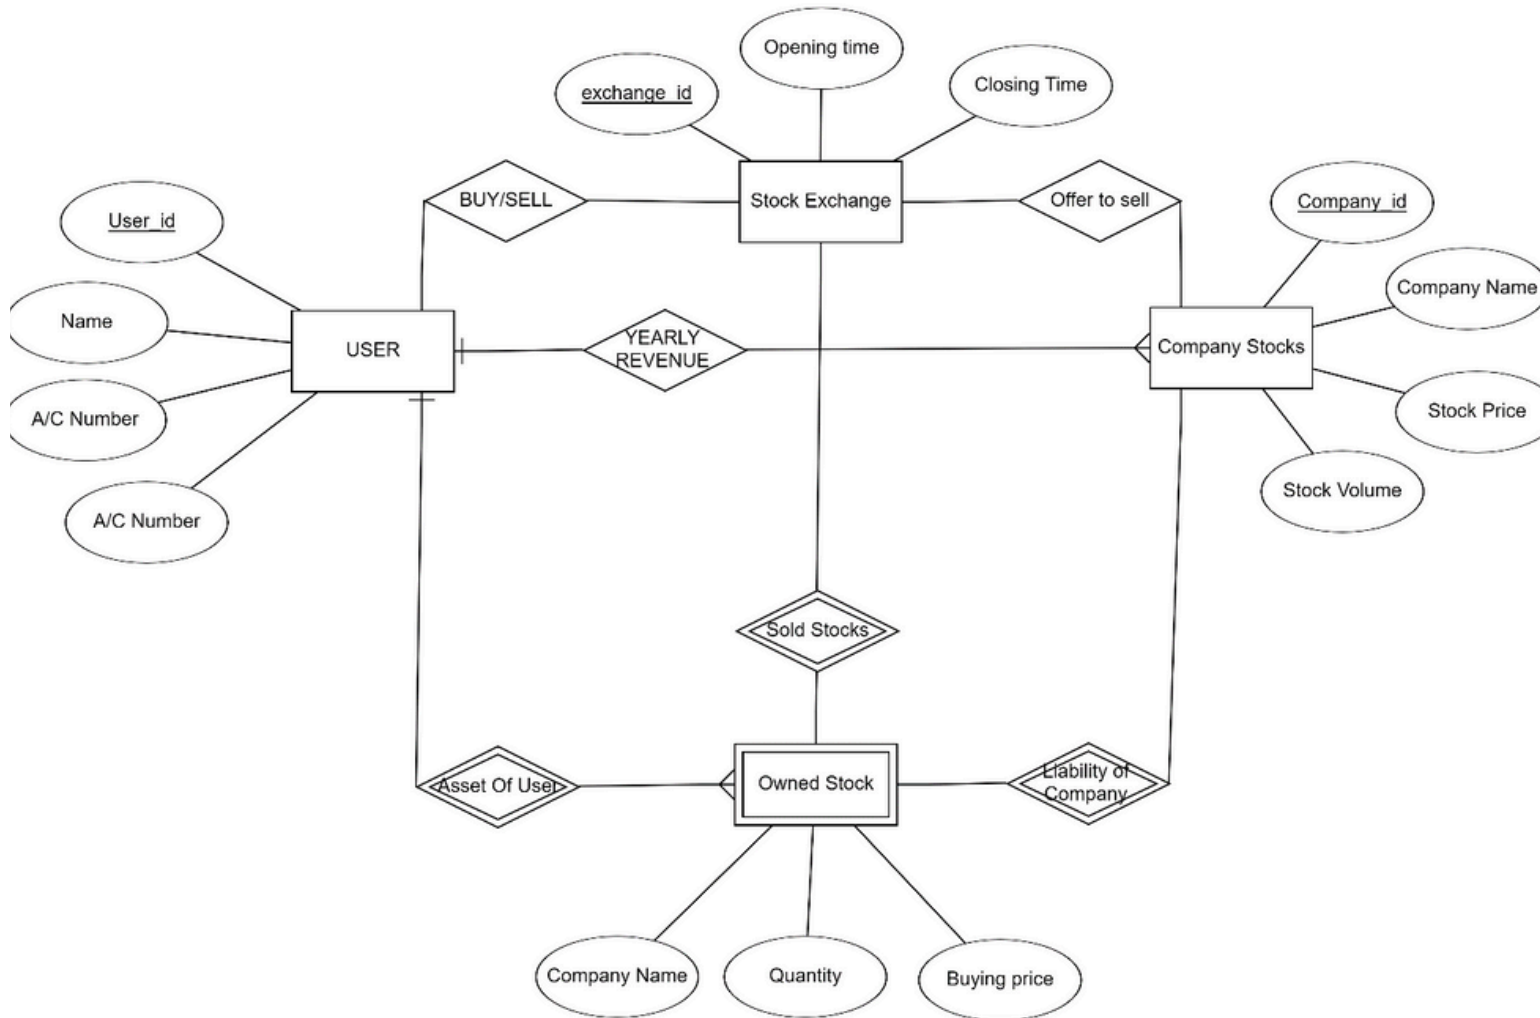 Opening time
exchange_id
Closing Time
BUY/SELL
Stock Exchange
Offer to sell
Company_id
User_id
Company Name
Name
USER
YEARLY
REVENUE
Company Stocks
A/C Number
Stock Price
Stock Volume
A/C Number
Sold Stocks
Asset Of User
Owned Stock
Liability of
Company
Company Name
Quantity
Buying price